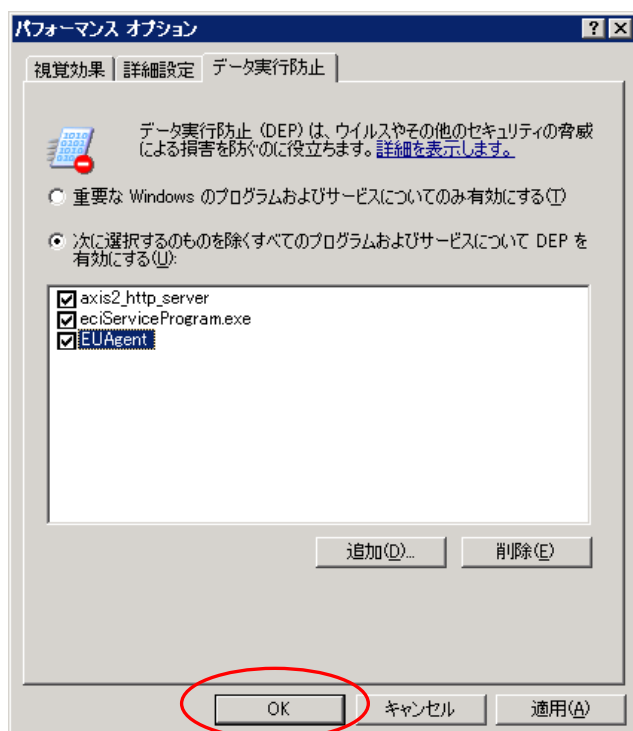 パフォーマンス オプション
視覚効果 詳細設定 データ実行防止
データ実行防止 (DEP) は、ウイルスやその他のセキュリティの脅威
による損害を防ぐのに役立ちます。詳細を表示します。
重要な Windows のプログラムおよびサービスについてのみ有効にする(T)
次に選択するのものを除くすべてのプログラムおよびサービスについて DEP を
有効にする(U):
axis2_http_server
eciServiceProgram.exe
EUAgent
追加(D)... 削除(E)
OK キャンセル 適用(A)